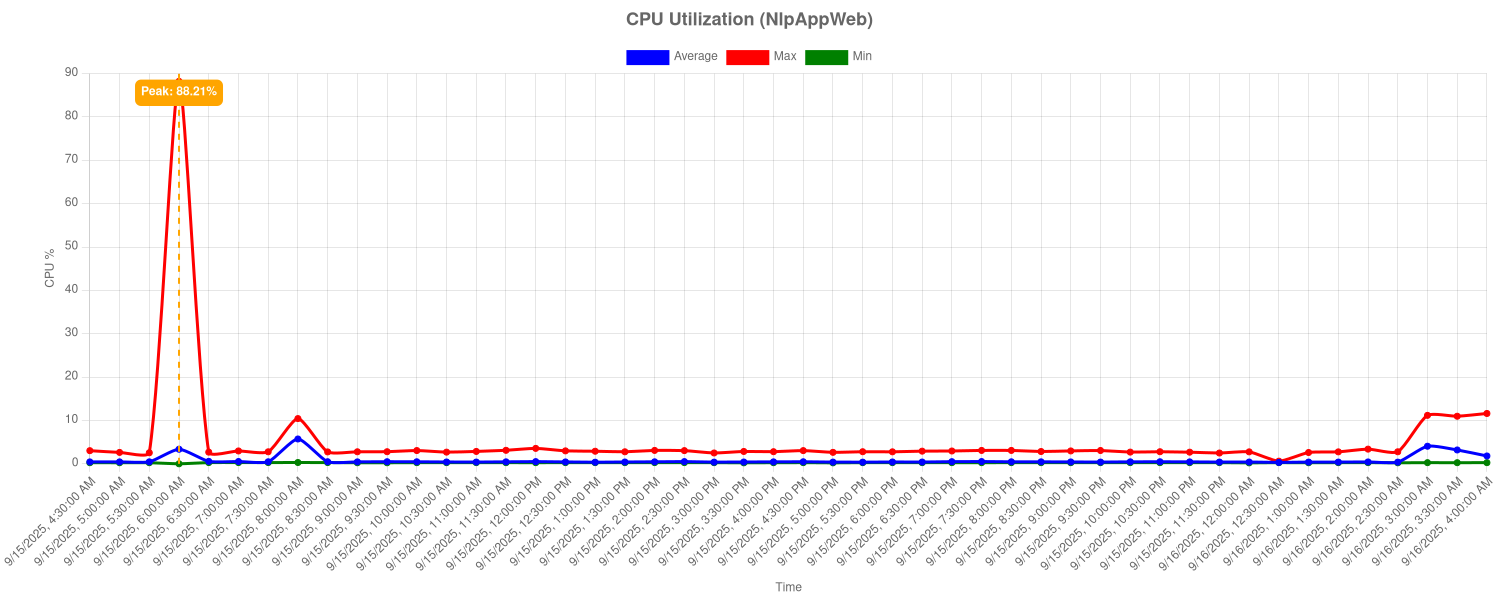 CPU Utilization (NlpAppWeb)
Average Max Min
90
Peak: 88.21%
80
70
60
50
CPU %
40
30
20
10
0
9/15/2025, 4:30:00 AM
9/15/2025, 5:00:00 AM
9/15/2025, 5:30:00 AM
9/15/2025, 6:00:00 AM
9/15/2025, 6:30:00 AM
9/15/2025, 7:00:00 AM
9/15/2025, 7:30:00 AM
9/15/2025, 8:00:00 AM
9/15/2025, 8:30:00 AM
9/15/2025, 9:00:00 AM
9/15/2025, 9:30:00 AM
9/15/2025, 10:00:00 AM
9/15/2025, 10:30:00 AM
9/15/2025, 11:00:00 AM
9/15/2025, 11:30:00 AM
9/15/2025, 12:00:00 PM
9/15/2025, 12:30:00 PM
9/15/2025, 1:00:00 PM
9/15/2025, 1:30:00 PM
9/15/2025, 2:00:00 PM
9/15/2025, 2:30:00 PM
9/15/2025, 3:00:00 PM
9/15/2025, 3:30:00 PM
9/15/2025, 4:00:00 PM
9/15/2025, 4:30:00 PM
9/15/2025, 5:00:00 PM
9/15/2025, 5:30:00 PM
9/15/2025, 6:00:00 PM
9/15/2025, 6:30:00 PM
9/15/2025, 7:00:00 PM
9/15/2025, 7:30:00 PM
9/15/2025, 8:00:00 PM
9/15/2025, 8:30:00 PM
9/15/2025, 9:00:00 PM
9/15/2025, 9:30:00 PM
9/15/2025, 10:00:00 PM
9/15/2025, 10:30:00 PM
9/15/2025, 11:00:00 PM
9/15/2025, 11:30:00 PM
9/16/2025, 12:00:00 AM
9/16/2025, 12:30:00 AM
9/16/2025, 1:00:00 AM
9/16/2025, 1:30:00 AM
9/16/2025, 2:00:00 AM
9/16/2025, 2:30:00 AM
9/16/2025, 3:00:00 AM
9/16/2025, 3:30:00 AM
9/16/2025, 4:00:00 AM
Time